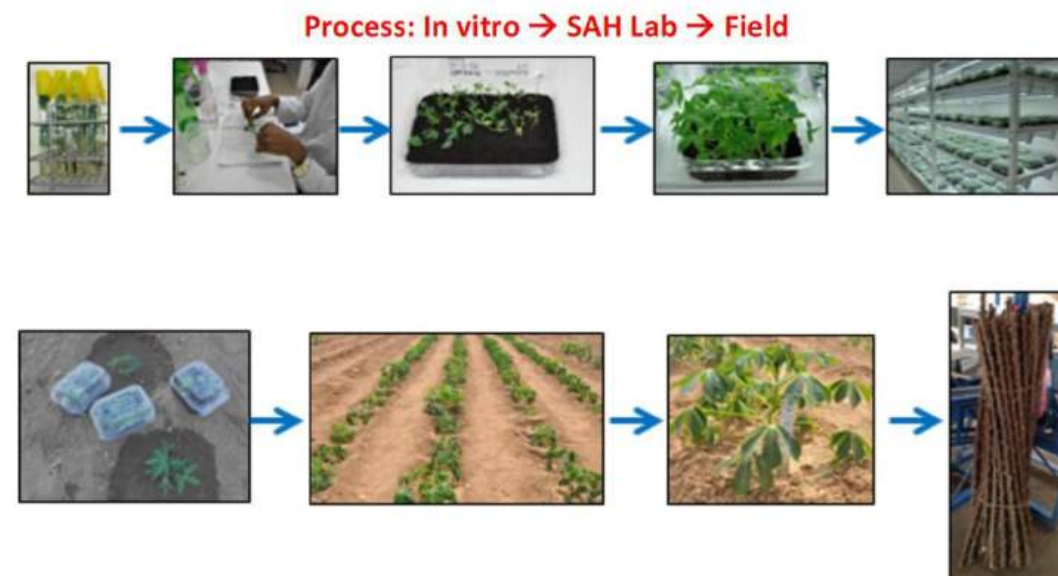 Process: In vitro → SAH Lab → Field